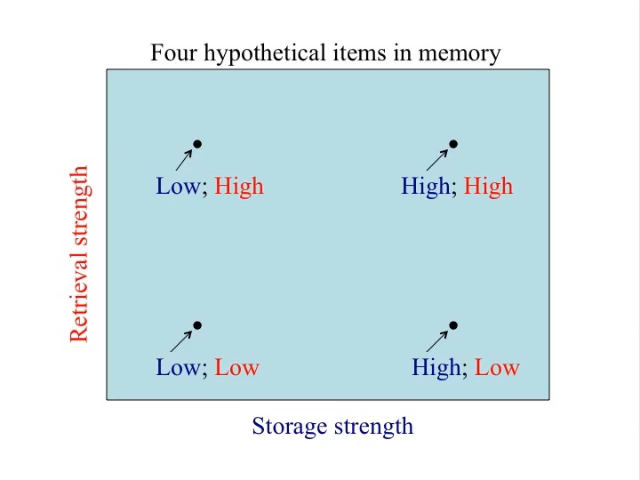 Four hypothetical items in memory
Retrieval strength
Low; High
High; High
Low; Low
High; Low
Storage strength